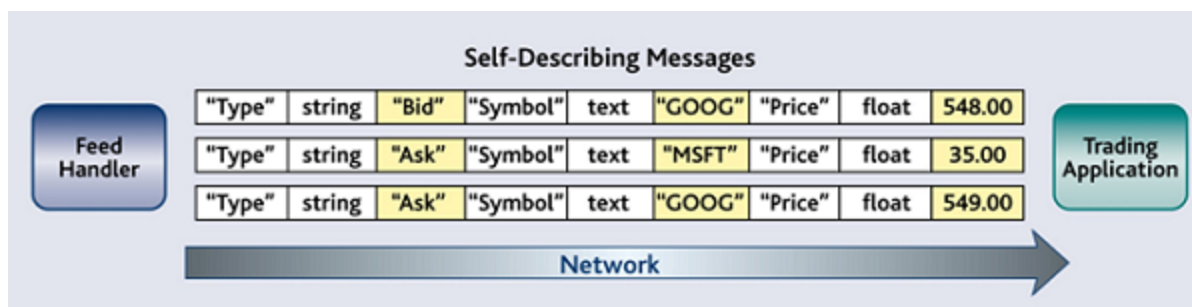 Self-Describing Messages
Feed
Handler
“Type” string “Bid” “Symbol” text “GOOG” “Price” float 548.00
“Type” string “Ask” “Symbol” text “MSFT” “Price” float 35.00
“Type” string “Ask” “Symbol” text “GOOG” “Price” float 549.00
Trading
Application
Network